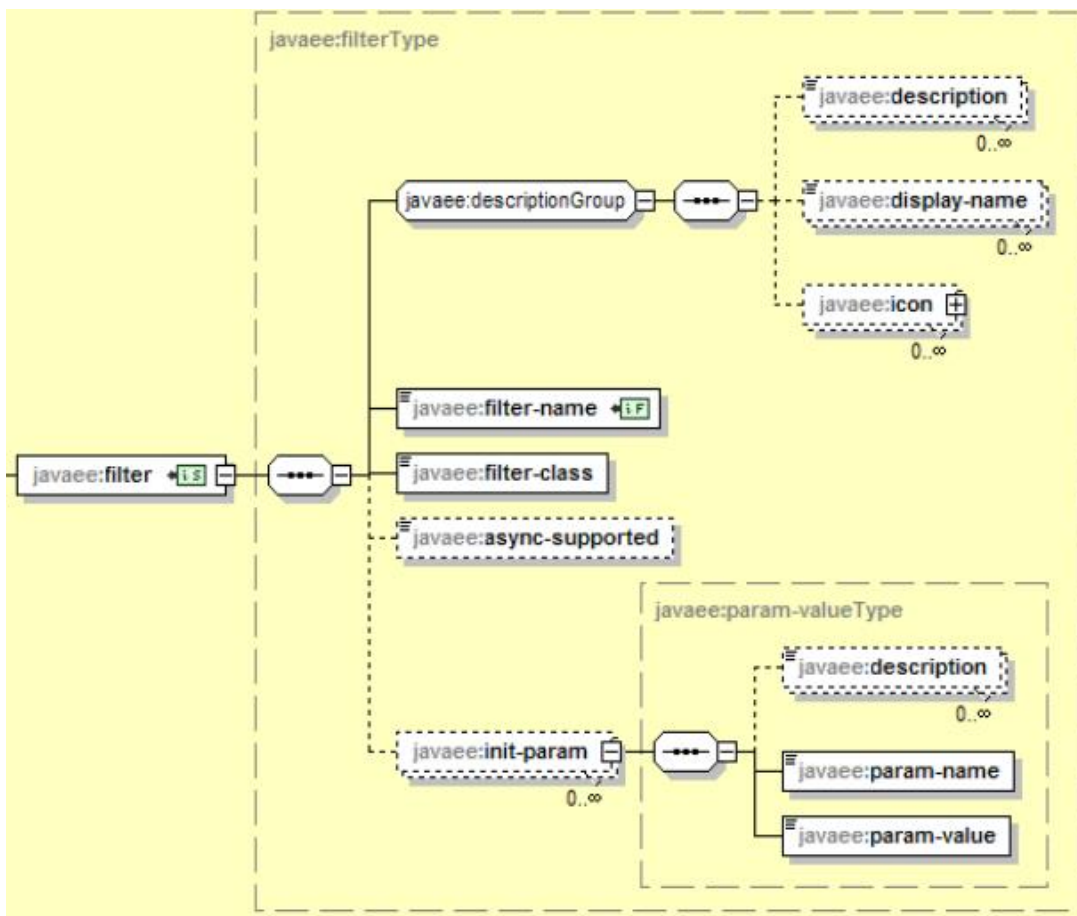 javaee:filterType
javaee:description
0..∞
javaee:descriptionGroup
javaee:display-name
0..∞
javaee:icon
0..∞
javaee:filter-name iF
javaee:filter iS
javaee:filter-class
javaee:async-supported
javaee:param-valueType
javaee:description
0..∞
javaee:init-param
0..∞
javaee:param-name
javaee:param-value